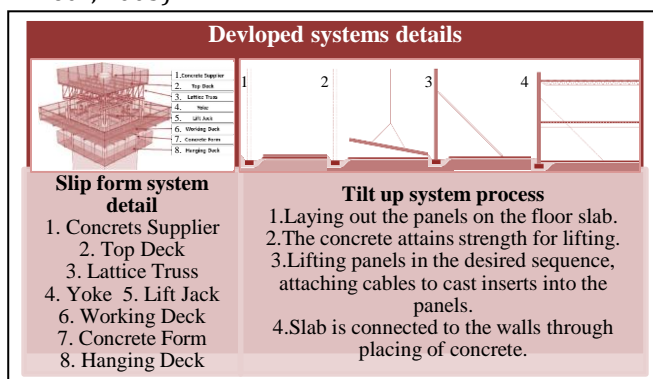 Devloped systems details
1.Concrete Supplier
2. Top Deck
3. Lattice Truss
4. Yoke
5. Lift Jack
6. Working Deck
7. Concrete Form
8. Hanging Deck
1
2
3
4
Slip form system
detail
1. Concrets Supplier
2. Top Deck
3. Lattice Truss
4. Yoke 5. Lift Jack
6. Working Deck
7. Concrete Form
8. Hanging Deck
Tilt up system process
1.Laying out the panels on the floor slab.
2.The concrete attains strength for lifting.
3.Lifting panels in the desired sequence,
attaching cables to cast inserts into the
panels.
4.Slab is connected to the walls through
placing of concrete.